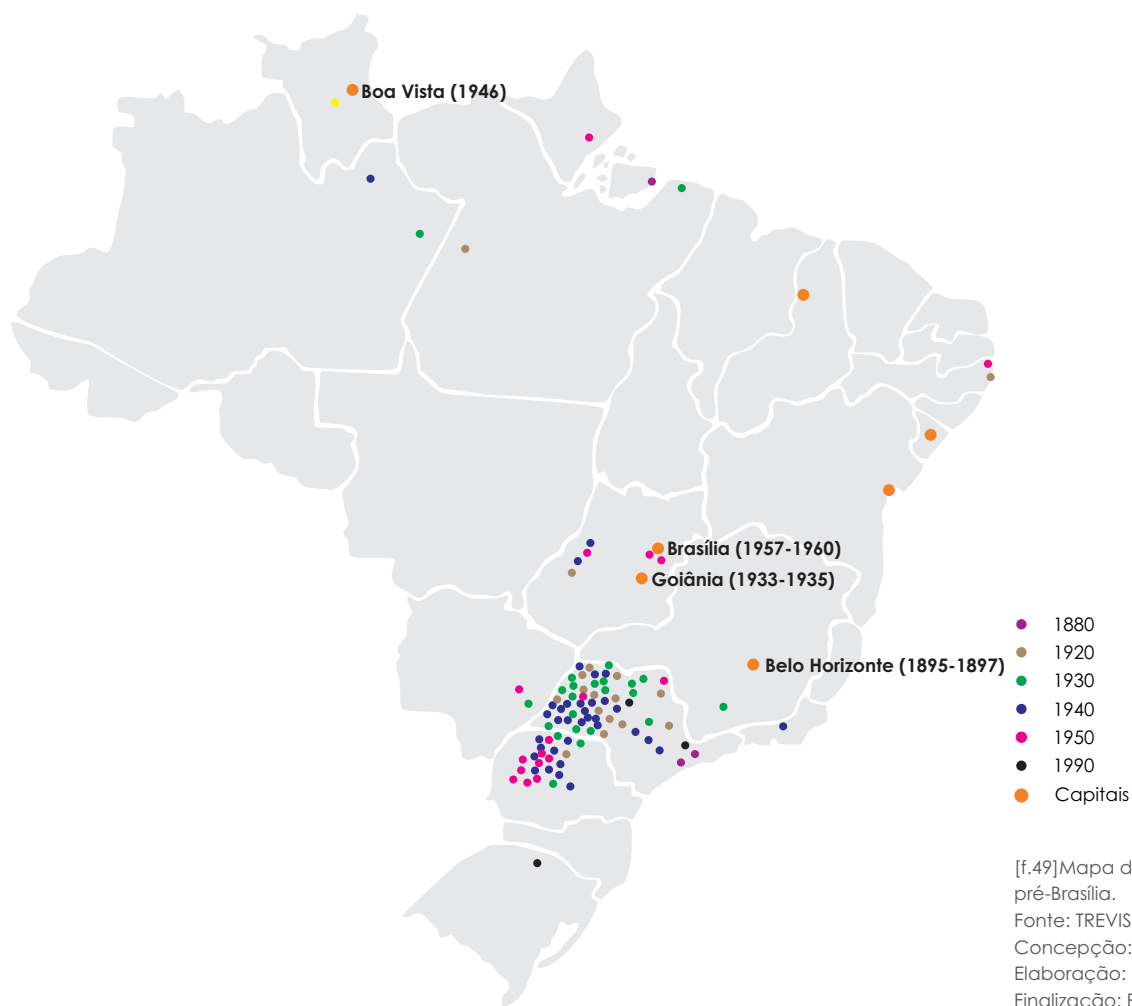 Boa Vista (1946)
Brasília (1957-1960)
Goiânia (1933-1935)
Belo Horizonte (1895-1897)
1880
1920
1930
1940
1950
1990
Capitais
[f.49]Mapa d
pré-Brasília.
Fonte: TREVIS
Concepção:
Elaboração:
Finalização: